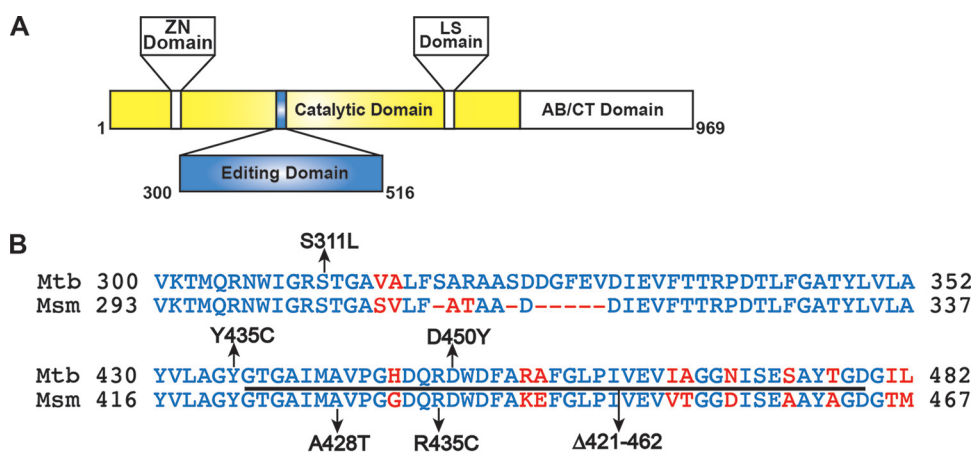 A
ZN
Domain
LS
Domain
Catalytic Domain
AB/CT Domain
1
969
Editing Domain
300
516
B
S311L
Mtb 300 VKTMQRNWIGRSTGAVALFSARAASDDGFEVDIEVFTTRPDTLFGATYLVLA 352
Msm 293 VKTMQRNWIGRSTGASVLF-ATAA-D-----DIEVFTTRPDTLFGATYLVLA 337
Y435C D450Y
Mtb 430 YVLAGYGTGAIMAVPGHDQRDWDFARAFGLPIVEVIAGGNISESAYTGDGIL 482
Msm 416 YVLAGYGTGAIMAVPGGDQRDWDFAKEFGLPIVEVVTGGDISEAAYAGDGTM 467
A428T R435C Δ421-462